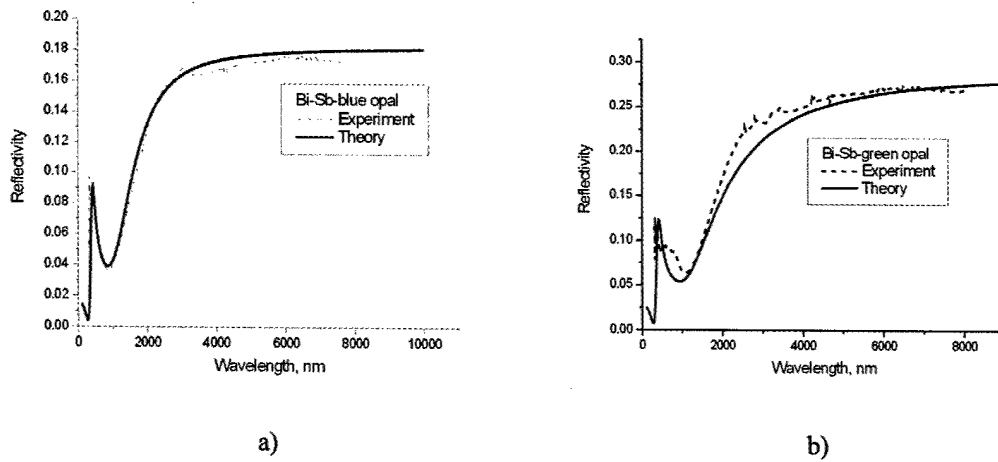 0.20
0.18
0.16
0.14
0.12
0.10
0.08
0.06
0.04
0.02
0.00
Reflectivity
Bi-Sb-blue opal
Experiment
Theory
0
2000
4000
6000
8000
10000
Wavelength, nm
a)
0.30
0.25
0.20
0.15
0.10
0.05
0.00
Reflectivity
Bi-Sb-green opal
Experiment
Theory
0
2000
4000
6000
8000
Wavelength, nm
b)